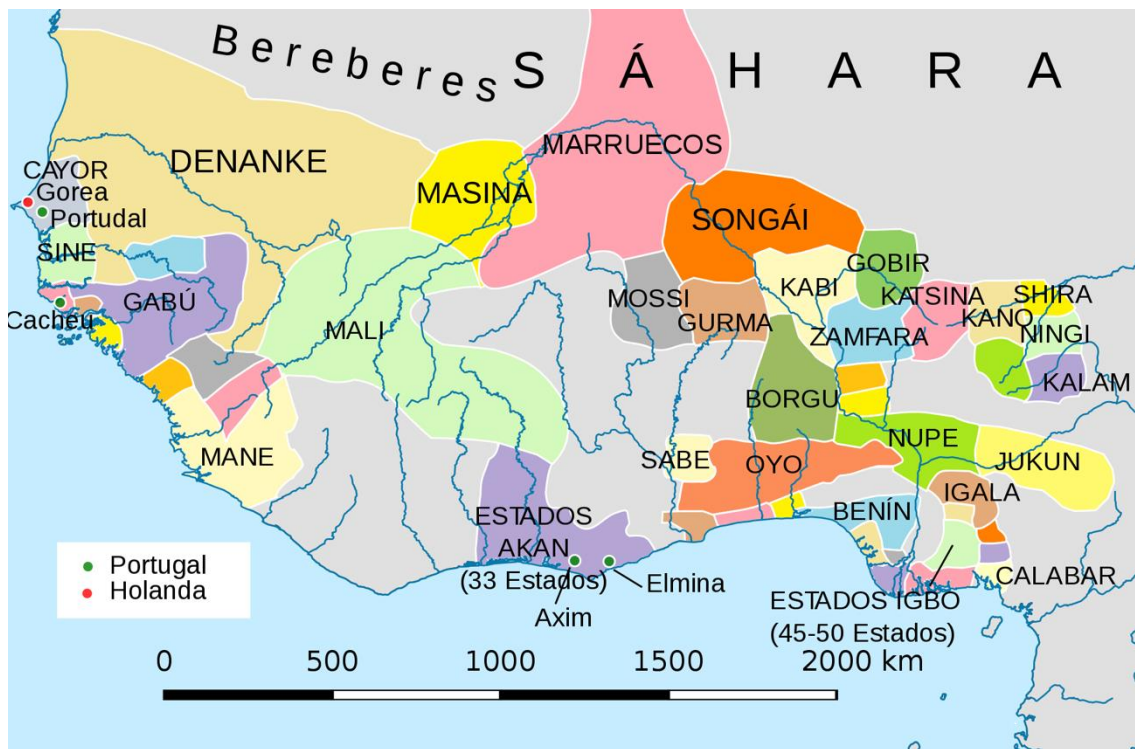 Bereberes
SÁHARA
MARRUECOS
DENANKE
CAYOR
Gorea
Portudal
MASINA
SONGÁI
SINE
GOBIR
KABI
GABÚ
MOSSI
KATSINA
SHIRA
Cacheu
GURMA
KANO
MALI
ZAMFARA
NINGI
KALAM
BORGU
MANE
SABE
OYO
NUPE
JUKUN
IGALA
ESTADOS
AKAN
(33 Estados)
BENÍN
Portugal
Holanda
Axim
Elmina
CALABAR
ESTADOS IGBO
(45-50 Estados)
0 500 1000 1500 2000 km